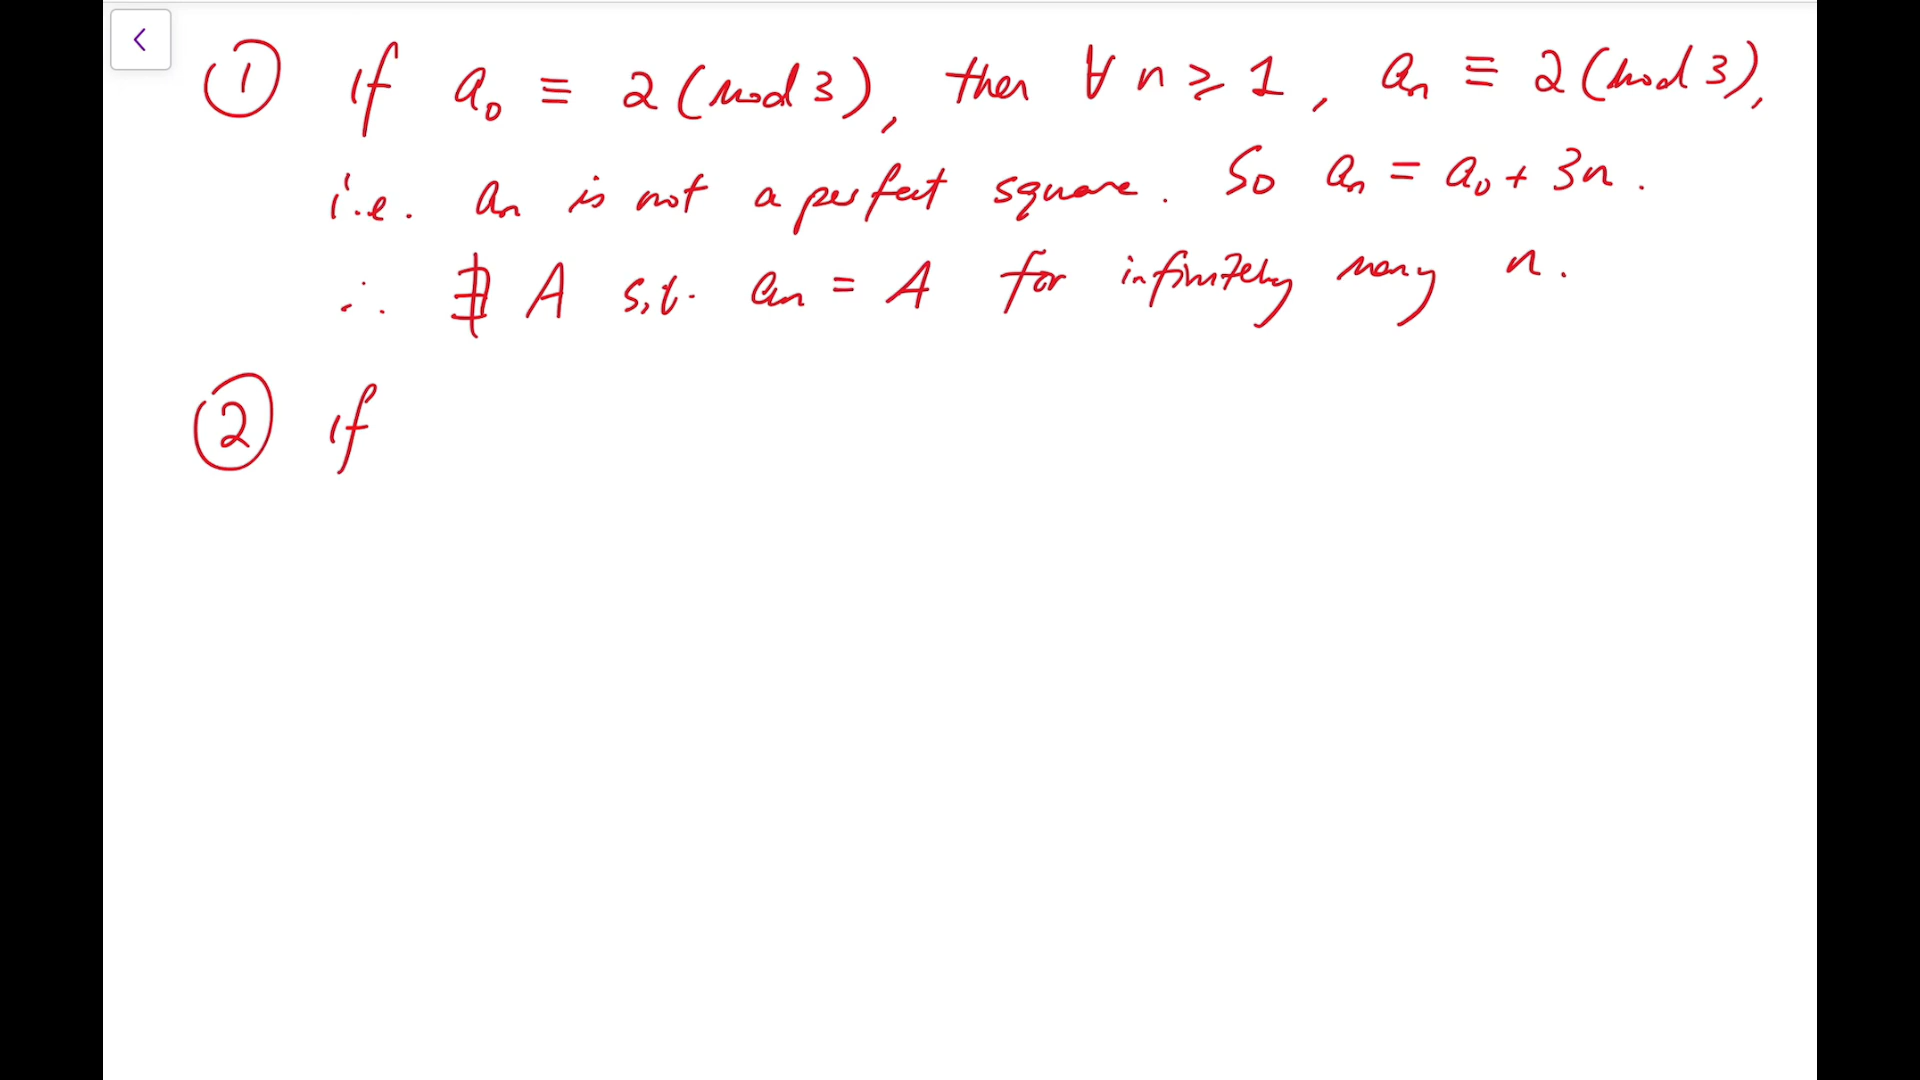 ① If a₀ ≡ 2 (mod 3), then ∀ n ⩾ 1, aₙ ≡ 2 (mod 3),
i.e. aₙ is not a perfect square. So aₙ = a₀ + 3n.
∴ ∄ A s.t. aₙ = A for infinitely many n.
② If